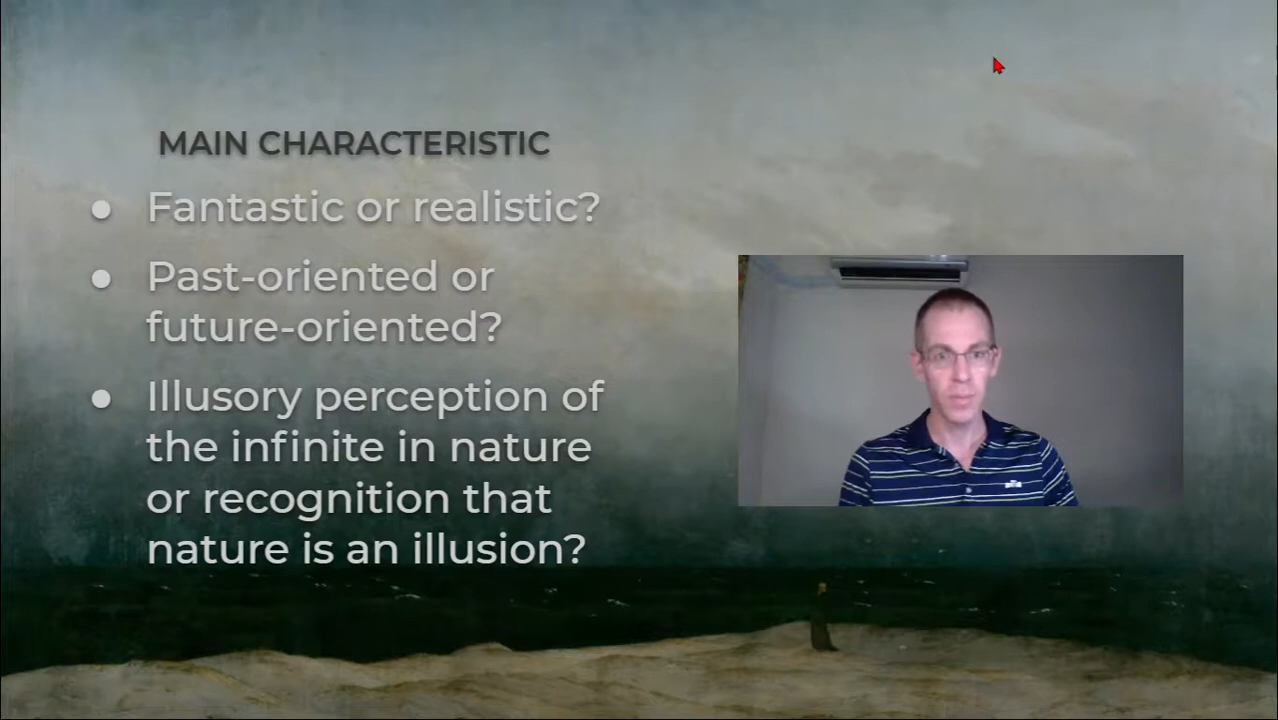 MAIN CHARACTERISTIC
● Fantastic or realistic?
● Past-oriented or
future-oriented?
● Illusory perception of
the infinite in nature
or recognition that
nature is an illusion?